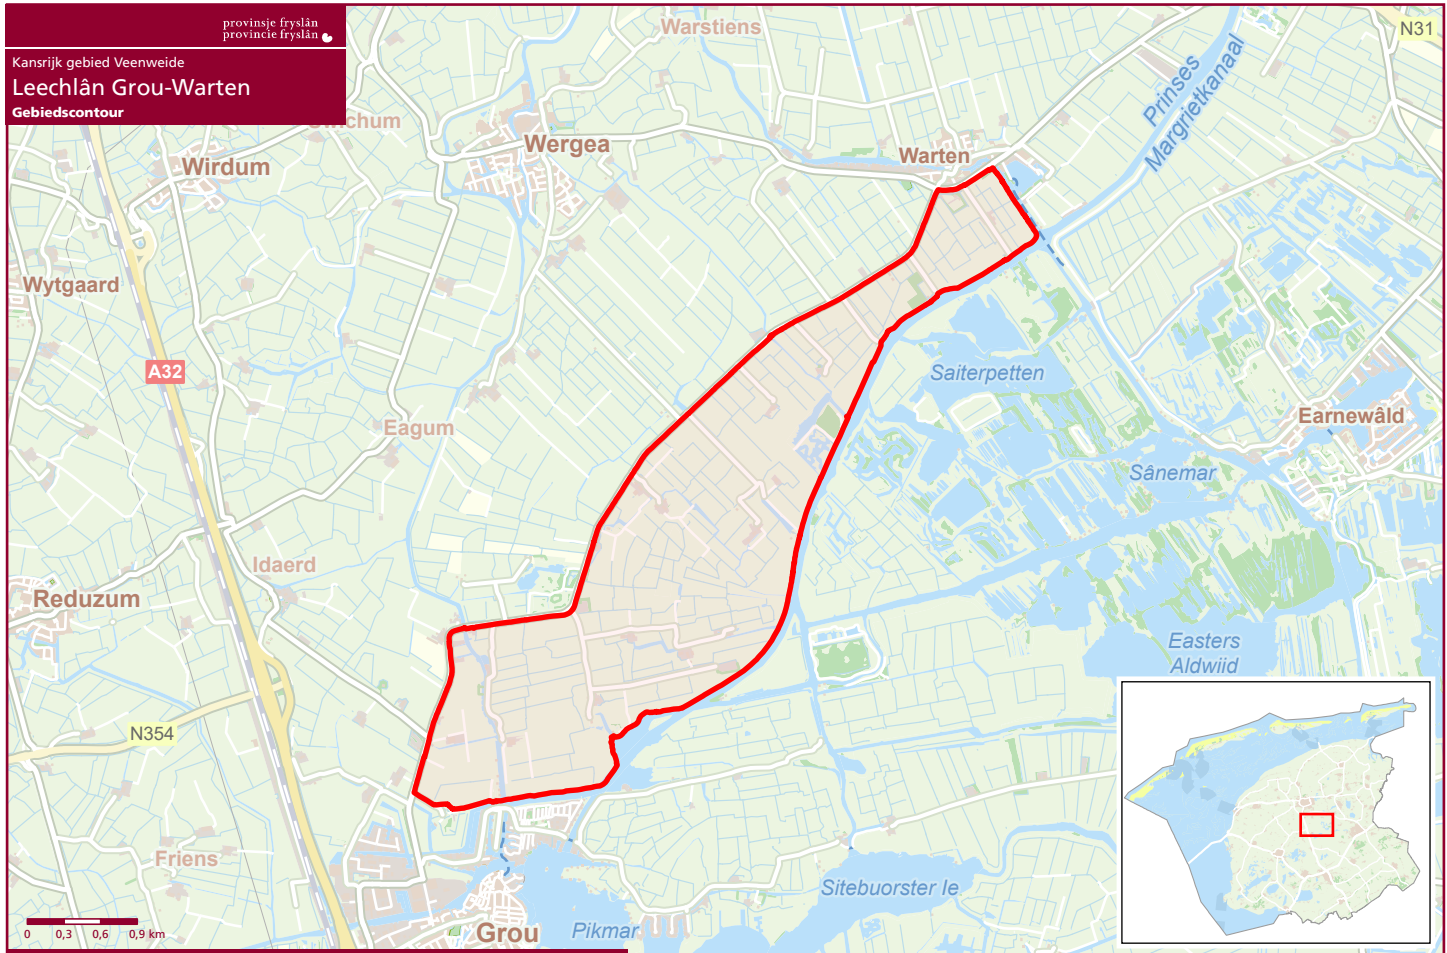 provinsje fryslân
provincie fryslân
Kansrijk gebied Veenweide
Leechlân Grou-Warten
Gebiedscontour
Warstiens
N31
Prinses
Margrietkanaal
Wergea
Warten
Wirdum
Wytgaard
A32
Saiterpetten
Earnewâld
Eagum
Sânemar
Idaerd
Reduzum
Easters
Aldwiid
N354
Friens
Sitebuorster Ie
Grou
Pikmar
0 0,3 0,6 0,9 km